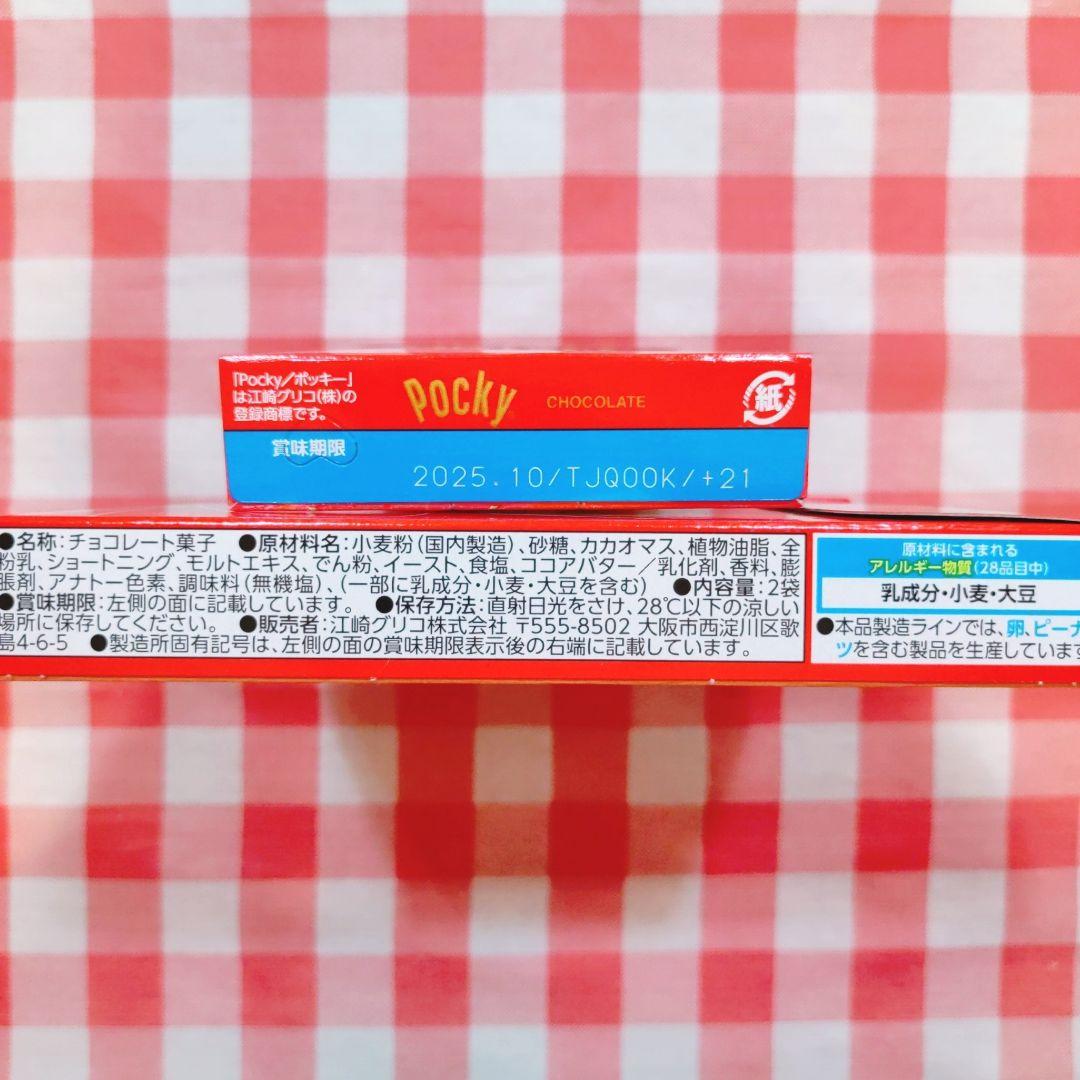 「Pocky／ポッキー」
は江崎グリコ(株)の
登録商標です。
Pocky CHOCOLATE
紙
賞味期限
2025.10/TJQOOK/+21
●名称:チョコレート菓子 ●原材料名:小麦粉(国内製造)、砂糖、カカオマス、植物油脂、全
粉乳、ショートニング、モルトエキス、でん粉、イースト、食塩、ココアバター／乳化剤、香料、膨
脹剤、アナトー色素、調味料(無機塩)、(一部に乳成分・小麦・大豆を含む) ●内容量:2袋
●賞味期限:左側の面に記載しています。 ●保存方法:直射日光をさけ、28℃以下の涼しい
場所に保存してください。 ●販売者:江崎グリコ株式会社 〒555-8502 大阪市西淀川区歌
島4-6-5 ●製造所固有記号は、左側の面の賞味期限表示後の右端に記載しています。
原材料に含まれる
アレルギー物質(28品目中)
乳成分・小麦・大豆
●本品製造ラインでは、卵、ピーナ
ツを含む製品を生産しています